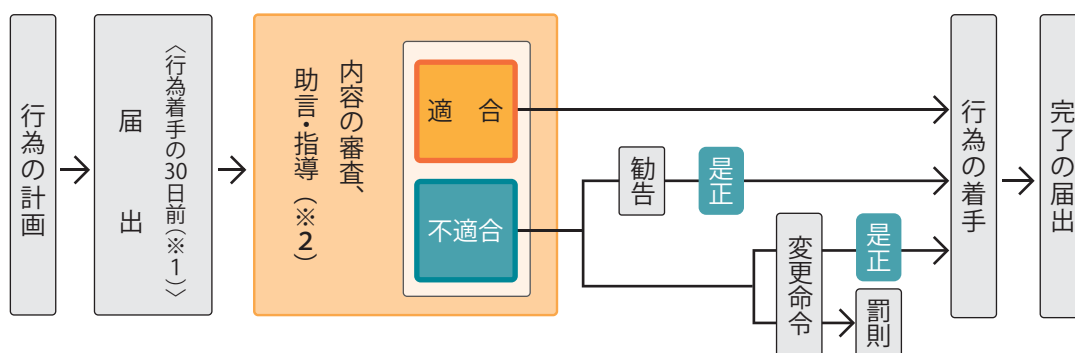 行為の計画
届出
〈行為着手の30日前(※1)〉
内容の審査、
助言・指導(※2)
適合
不適合
勧告
是正
変更命令
是正
罰則
行為の着手
完了の届出